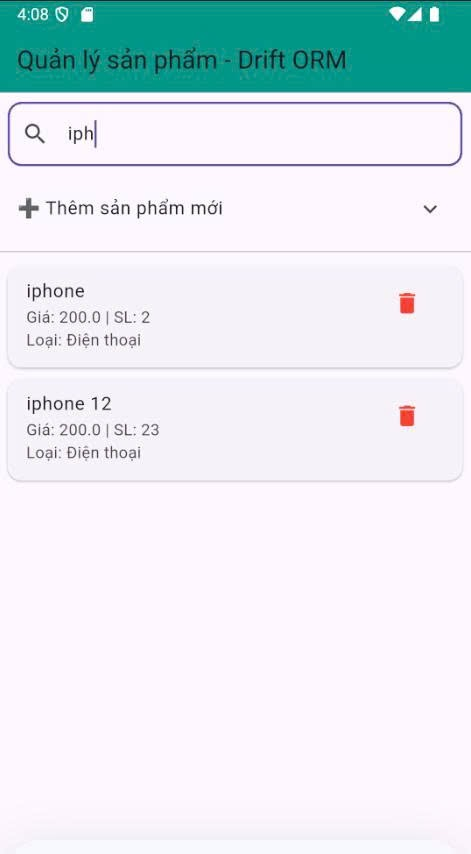 4:08
Quản lý sản phẩm - Drift ORM
iph
Thêm sản phẩm mới
iphone
Giá: 200.0 | SL: 2
Loại: Điện thoại
iphone 12
Giá: 200.0 | SL: 23
Loại: Điện thoại